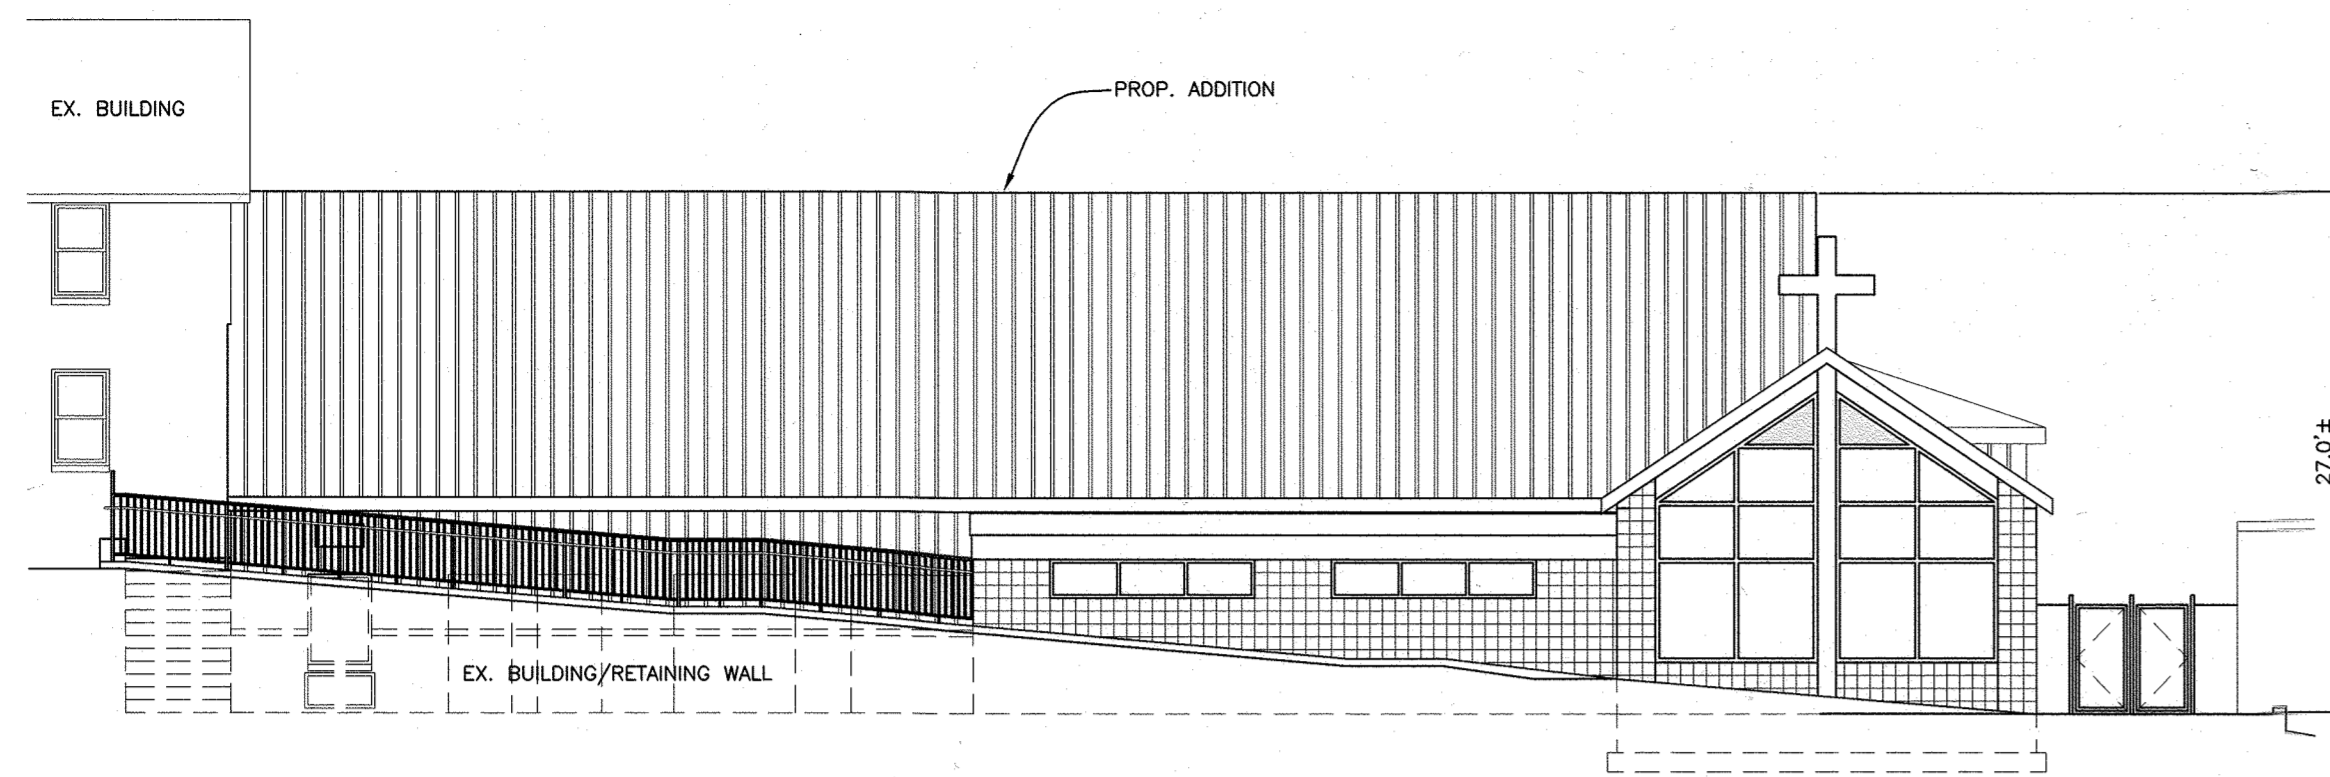 PROP. ADDITION
EX. BUILDING
27.0'±
EX. BUILDING/RETAINING WALL